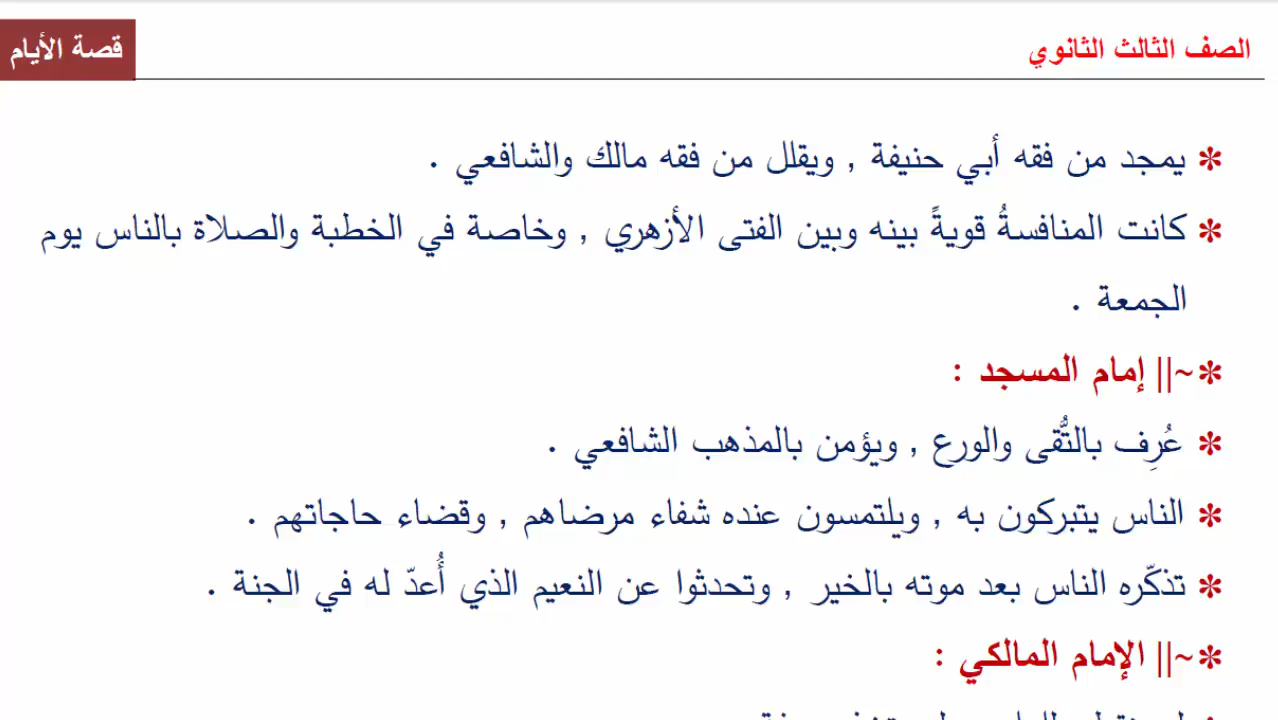 الصف الثالث الثانوي
قصة الأيام
✻ يمجد من فقه أبي حنيفة , ويقلل من فقه مالك والشافعي .
✻ كانت المنافسةُ قويةً بينه وبين الفتى الأزهري , وخاصة في الخطبة والصلاة بالناس يوم
الجمعة .
✻~|| إمام المسجد :
✻ عُرِف بالتُّقى والورع , ويؤمن بالمذهب الشافعي .
✻ الناس يتبركون به , ويلتمسون عنده شفاء مرضاهم , وقضاء حاجاتهم .
✻ تذكّره الناس بعد موته بالخير , وتحدثوا عن النعيم الذي أُعدّ له في الجنة .
✻~|| الإمام المالكي :